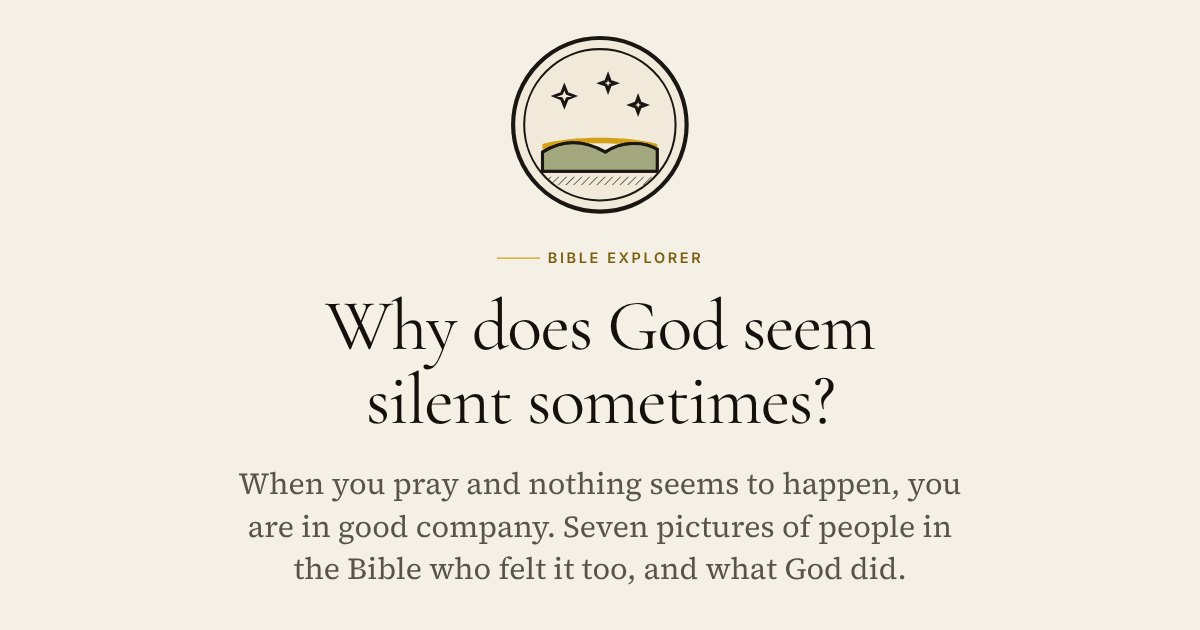 BIBLE EXPLORER
Why does God seem
silent sometimes?
When you pray and nothing seems to happen, you
are in good company. Seven pictures of people in
the Bible who felt it too, and what God did.